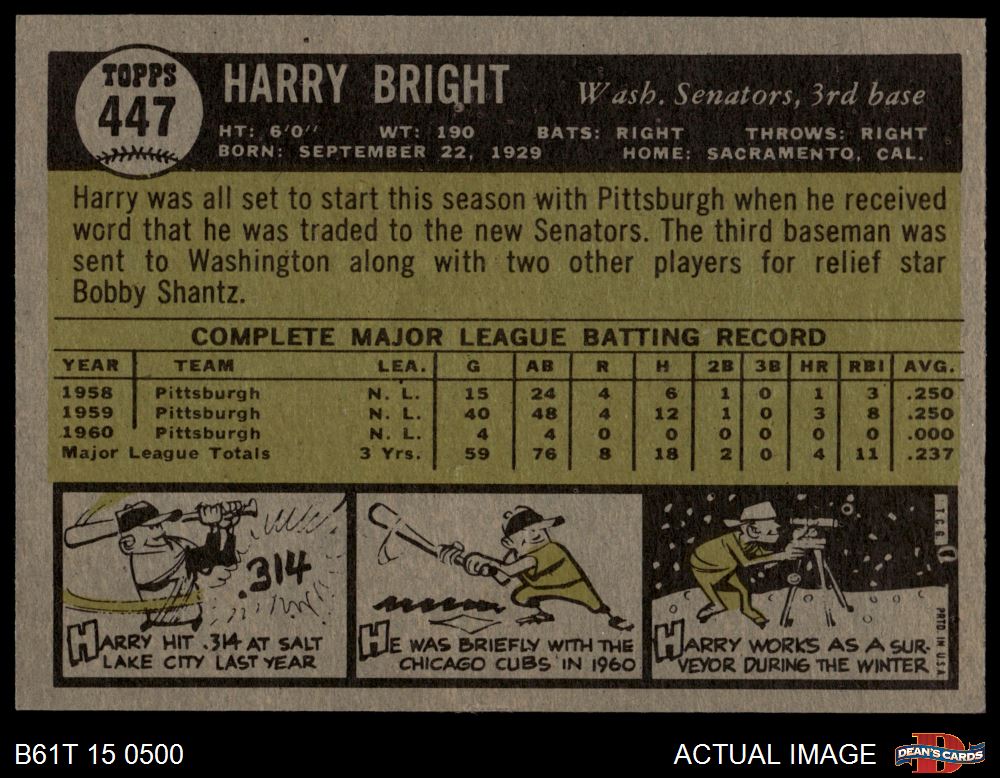 TOPPS
447
HARRY BRIGHT
Wash. Senators, 3rd base
HT: 6'0" WT: 190 BATS: RIGHT THROWS: RIGHT
BORN: SEPTEMBER 22, 1929 HOME: SACRAMENTO, CAL.
Harry was all set to start this season with Pittsburgh when he received
word that he was traded to the new Senators. The third baseman was
sent to Washington along with two other players for relief star
Bobby Shantz.
COMPLETE MAJOR LEAGUE BATTING RECORD
YEAR TEAM LEA. G AB R H 2B 3B HR RBI AVG.
1958 Pittsburgh N. L. 15 24 4 6 1 0 1 3 .250
1959 Pittsburgh N. L. 40 48 4 12 1 0 3 8 .250
1960 Pittsburgh N. L. 4 4 0 0 0 0 0 0 .000
Major League Totals 3 Yrs. 59 76 8 18 2 0 4 11 .237
.314
HARRY HIT .314 AT SALT
LAKE CITY LAST YEAR
HE WAS BRIEFLY WITH THE
CHICAGO CUBS IN 1960
HARRY WORKS AS A SUR-
VEYOR DURING THE WINTER
T.C.G.
PRTD IN U.S.A.
B61T 15 0500
ACTUAL IMAGE
DEAN'S CARDS